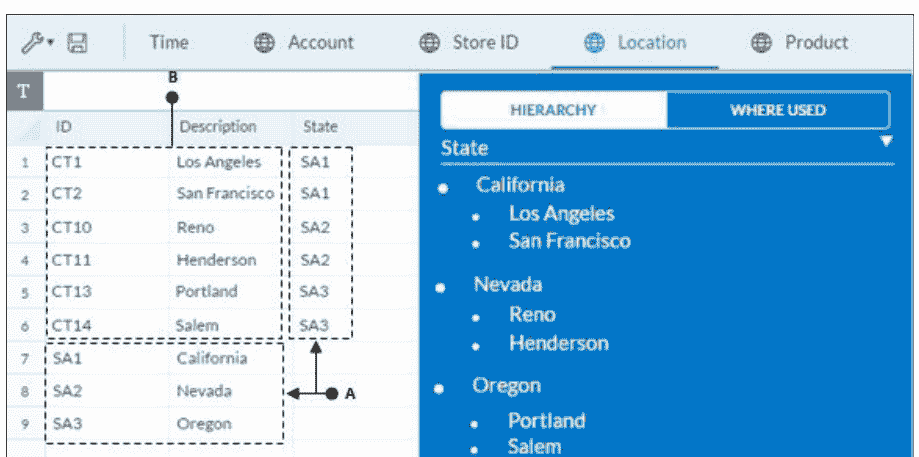 Time Account Store ID Location Product
T
B
ID Description State
1 CT1 Los Angeles SA1
2 CT2 San Francisco SA1
3 CT10 Reno SA2
4 CT11 Henderson SA2
5 CT13 Portland SA3
6 CT14 Salem SA3
7 SA1 California
8 SA2 Nevada
9 SA3 Oregon
A
HIERARCHY WHERE USED
State
California
Los Angeles
San Francisco
Nevada
Reno
Henderson
Oregon
Portland
Salem